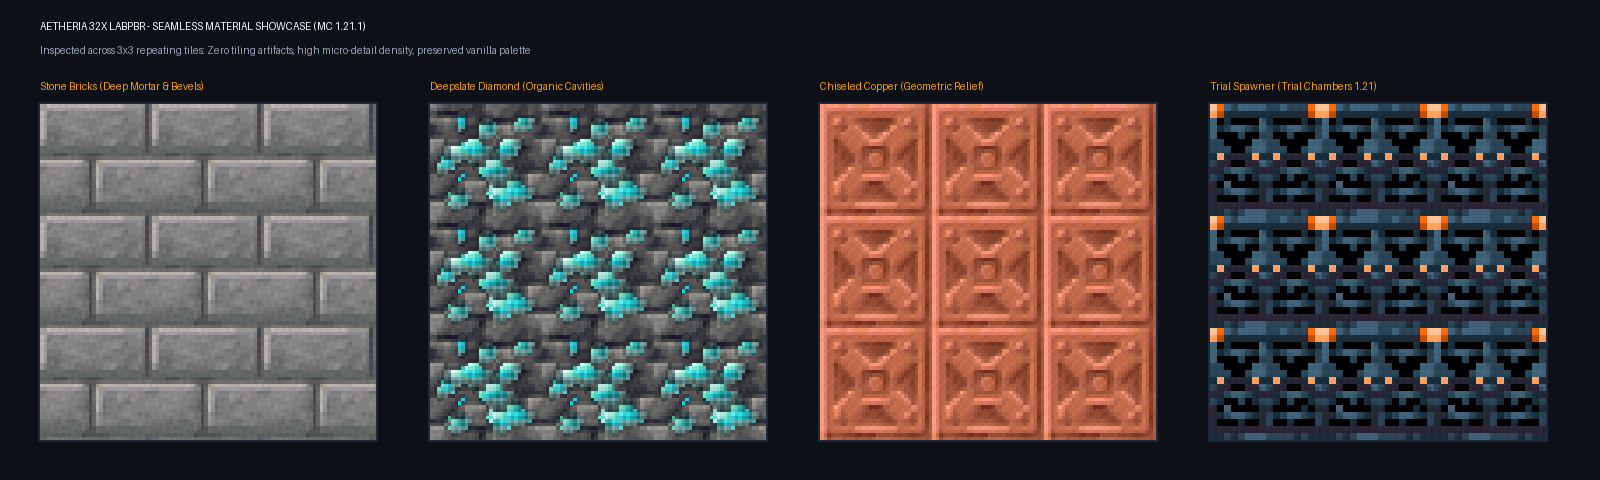 AETHERIA 32X LABPBR - SEAMLESS MATERIAL SHOWCASE (MC 1.21.1)
Inspected across 3x3 repeating tiles: Zero tiling artifacts, high micro-detail density, preserved vanilla palette
Stone Bricks (Deep Mortar & Bevels)
Deepslate Diamond (Organic Cavities)
Chiseled Copper (Geometric Relief)
Trial Spawner (Trial Chambers 1.21)